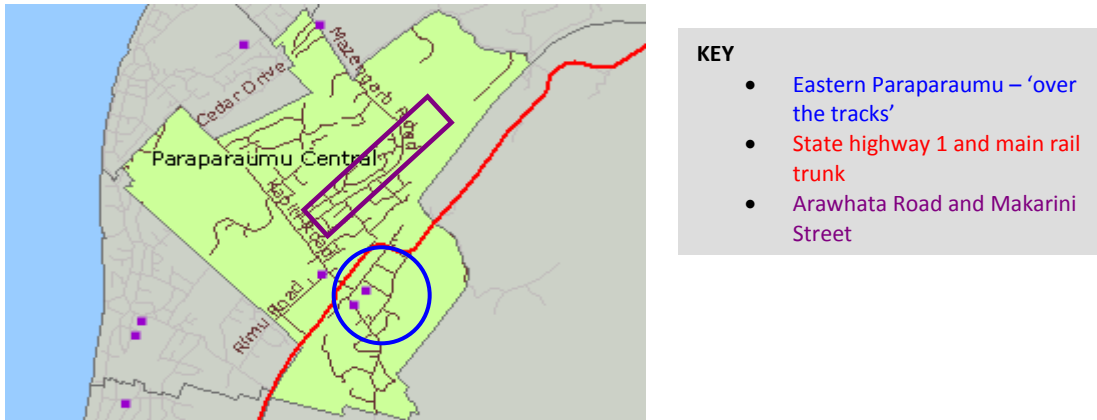 Mazengarb Road
Cedar Drive
Paraparaumu Central
Kapiti Road
Rimu Road
KEY
• Eastern Paraparaumu – ‘over
the tracks’
• State highway 1 and main rail
trunk
• Arawhata Road and Makarini
Street